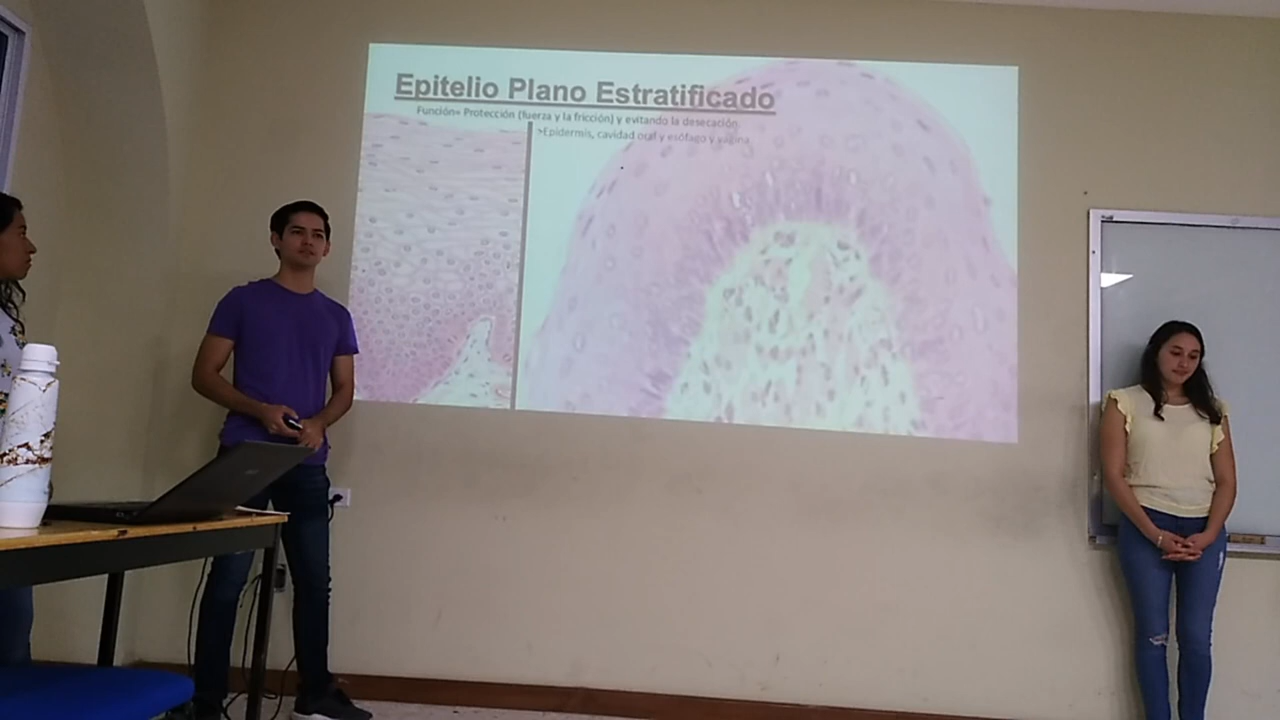 Epitelio Plano Estratificado
Función= Protección (fuerza y la fricción) y evitando la desecación.
>Epidermis, cavidad oral y esófago y vagina